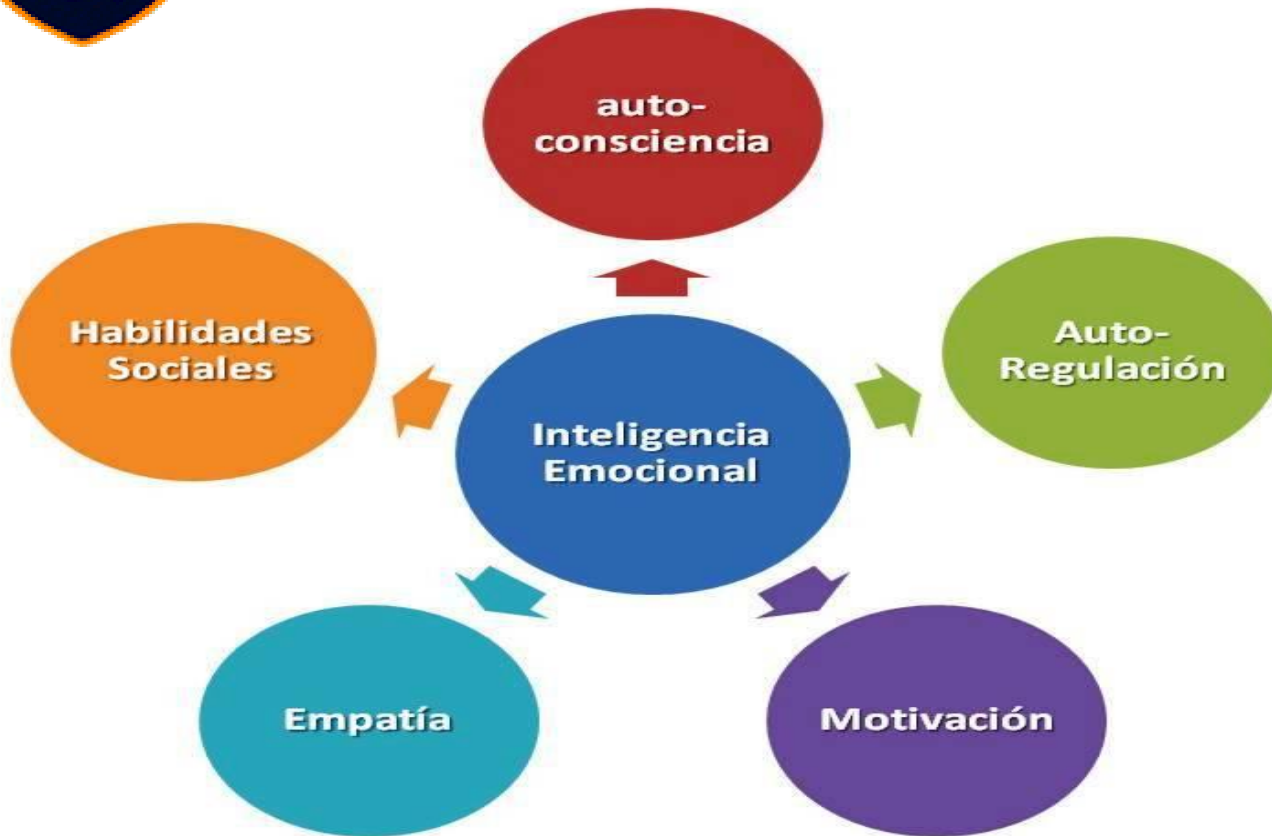 auto-
consciencia
Habilidades
Sociales
Auto-
Regulación
Inteligencia
Emocional
Empatía
Motivación